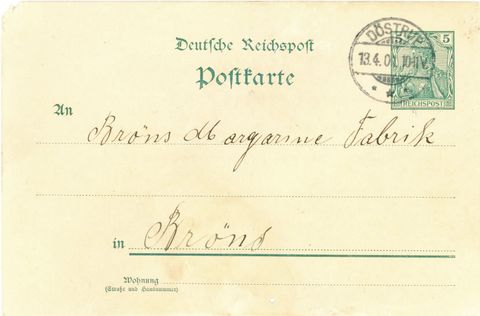 DÖSTRUP
13.4.01. 10-11V.
5
REICHSPOST
Deutsche Reichspost
Postkarte
An
Bröns Margarine Fabrik
in Bröns
Wohnung
(Straße und Hausnummer)